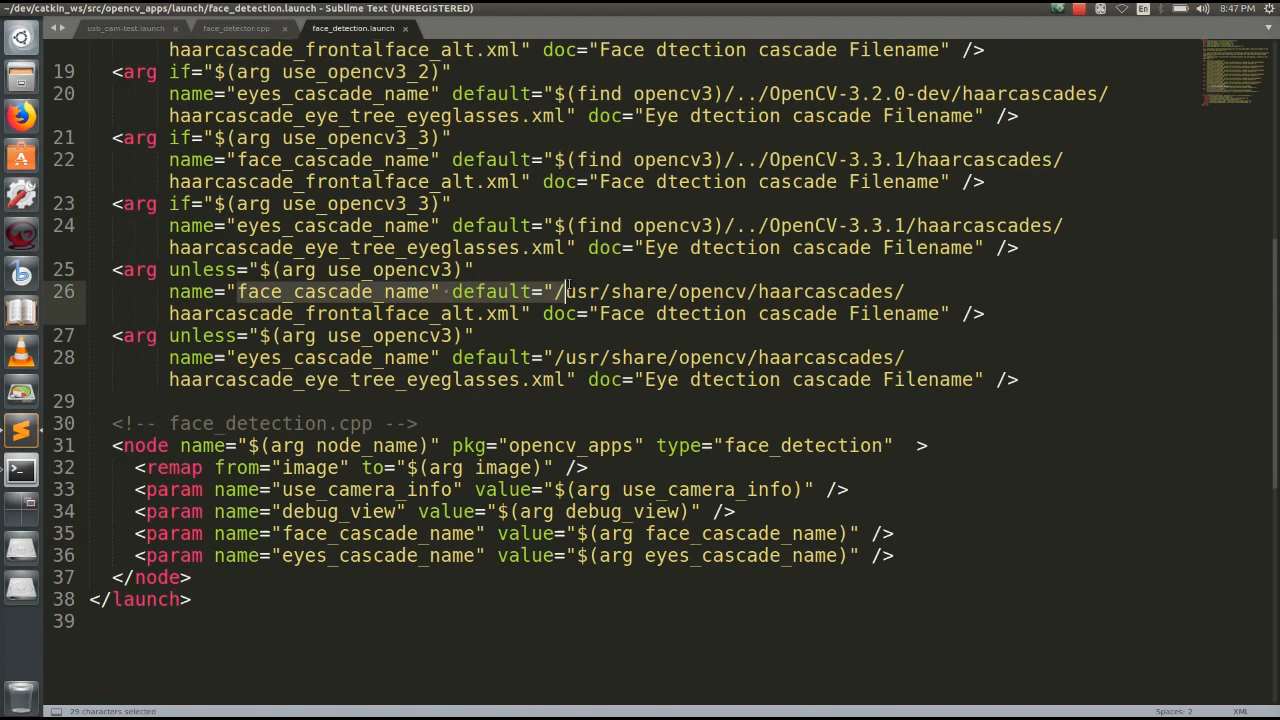 ~/dev/catkin_ws/src/opencv_apps/launch/face_detection.launch - Sublime Text (UNREGISTERED)
En
8:47 PM
usb_cam-test.launch × face_detector.cpp × face_detection.launch ×
haarcascade_frontalface_alt.xml" doc="Face dtection cascade Filename" />
19 <arg if="$(arg use_opencv3_2)"
20 name="eyes_cascade_name" default="$(find opencv3)/../OpenCV-3.2.0-dev/haarcascades/
haarcascade_eye_tree_eyeglasses.xml" doc="Eye dtection cascade Filename" />
21 <arg if="$(arg use_opencv3_3)"
22 name="face_cascade_name" default="$(find opencv3)/../OpenCV-3.3.1/haarcascades/
haarcascade_frontalface_alt.xml" doc="Face dtection cascade Filename" />
23 <arg if="$(arg use_opencv3_3)"
24 name="eyes_cascade_name" default="$(find opencv3)/../OpenCV-3.3.1/haarcascades/
haarcascade_eye_tree_eyeglasses.xml" doc="Eye dtection cascade Filename" />
25 <arg unless="$(arg use_opencv3)"
26 name="face_cascade_name" default="/usr/share/opencv/haarcascades/
haarcascade_frontalface_alt.xml" doc="Face dtection cascade Filename" />
27 <arg unless="$(arg use_opencv3)"
28 name="eyes_cascade_name" default="/usr/share/opencv/haarcascades/
haarcascade_eye_tree_eyeglasses.xml" doc="Eye dtection cascade Filename" />
29
30 <!-- face_detection.cpp -->
31 <node name="$(arg node_name)" pkg="opencv_apps" type="face_detection" >
32 <remap from="image" to="$(arg image)" />
33 <param name="use_camera_info" value="$(arg use_camera_info)" />
34 <param name="debug_view" value="$(arg debug_view)" />
35 <param name="face_cascade_name" value="$(arg face_cascade_name)" />
36 <param name="eyes_cascade_name" value="$(arg eyes_cascade_name)" />
37 </node>
38 </launch>
39
29 characters selected
Spaces: 2
XML